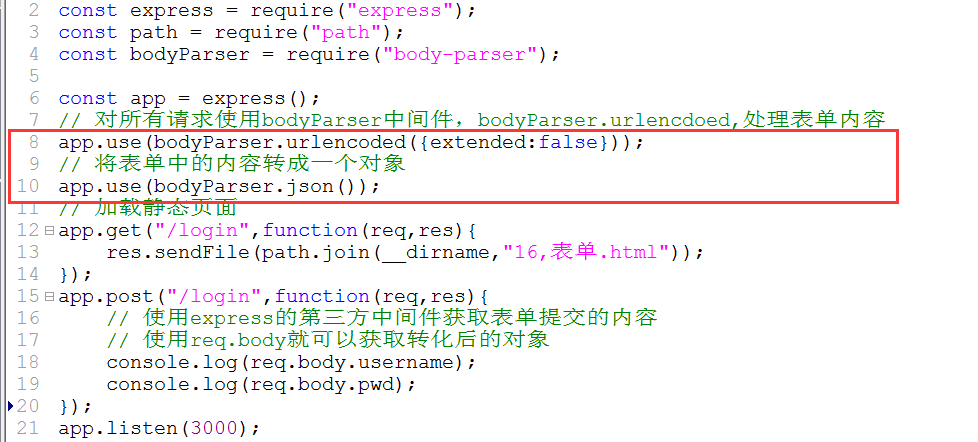 2 const express = require("express");
3 const path = require("path");
4 const bodyParser = require("body-parser");
5
6 const app = express();
7 // 对所有请求使用bodyParser中间件，bodyParser.urlencdoed,处理表单内容
8 app.use(bodyParser.urlencoded({extended:false}));
9 // 将表单中的内容转成一个对象
10 app.use(bodyParser.json());
11 // 加载静态页面
12 app.get("/login",function(req,res){
13     res.sendFile(path.join(__dirname,"16,表单.html"));
14 });
15 app.post("/login",function(req,res){
16     // 使用express的第三方中间件获取表单提交的内容
17     // 使用req.body就可以获取转化后的对象
18     console.log(req.body.username);
19     console.log(req.body.pwd);
20 });
21 app.listen(3000);